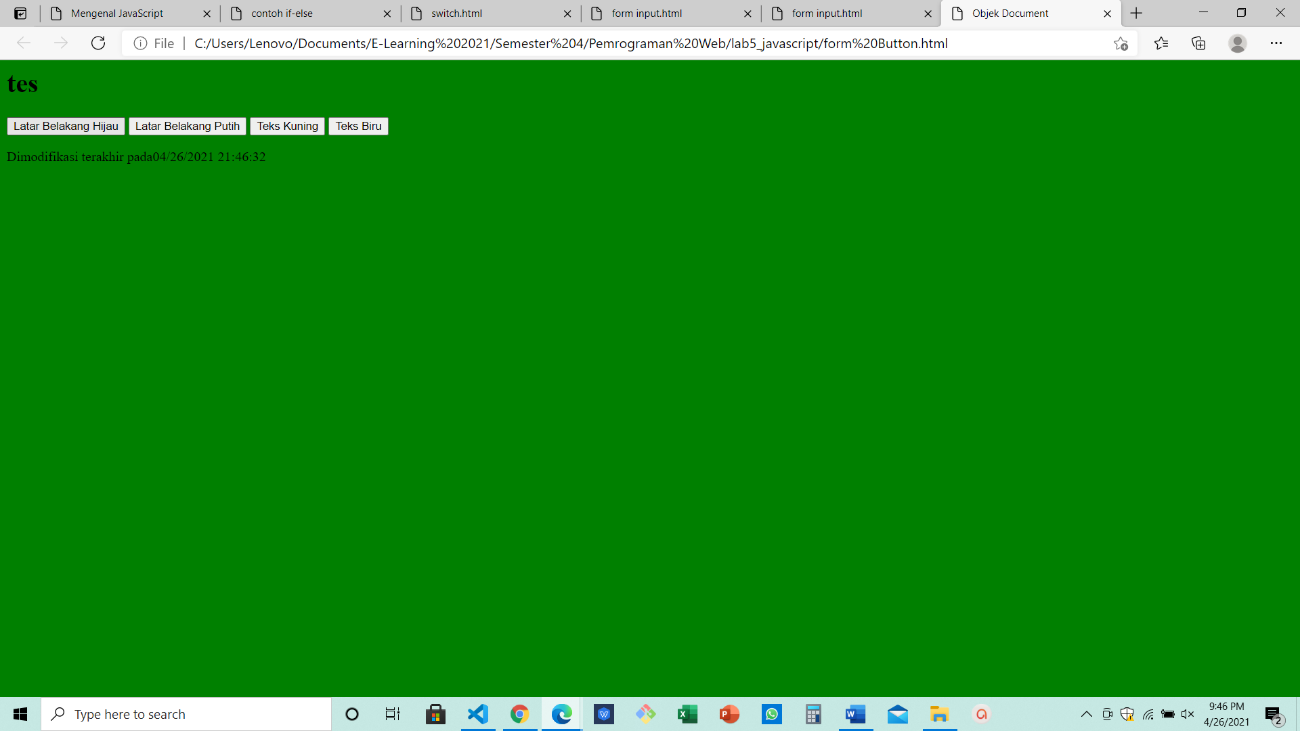 Mengenal JavaScript
contoh if-else
switch.html
form input.html
form input.html
Objek Document
File
C:/Users/Lenovo/Documents/E-Learning%202021/Semester%204/Pemrograman%20Web/lab5_javascript/form%20Button.html
tes
Latar Belakang Hijau Latar Belakang Putih Teks Kuning Teks Biru
Dimodifikasi terakhir pada04/26/2021 21:46:32
Type here to search
9:46 PM
4/26/2021
2